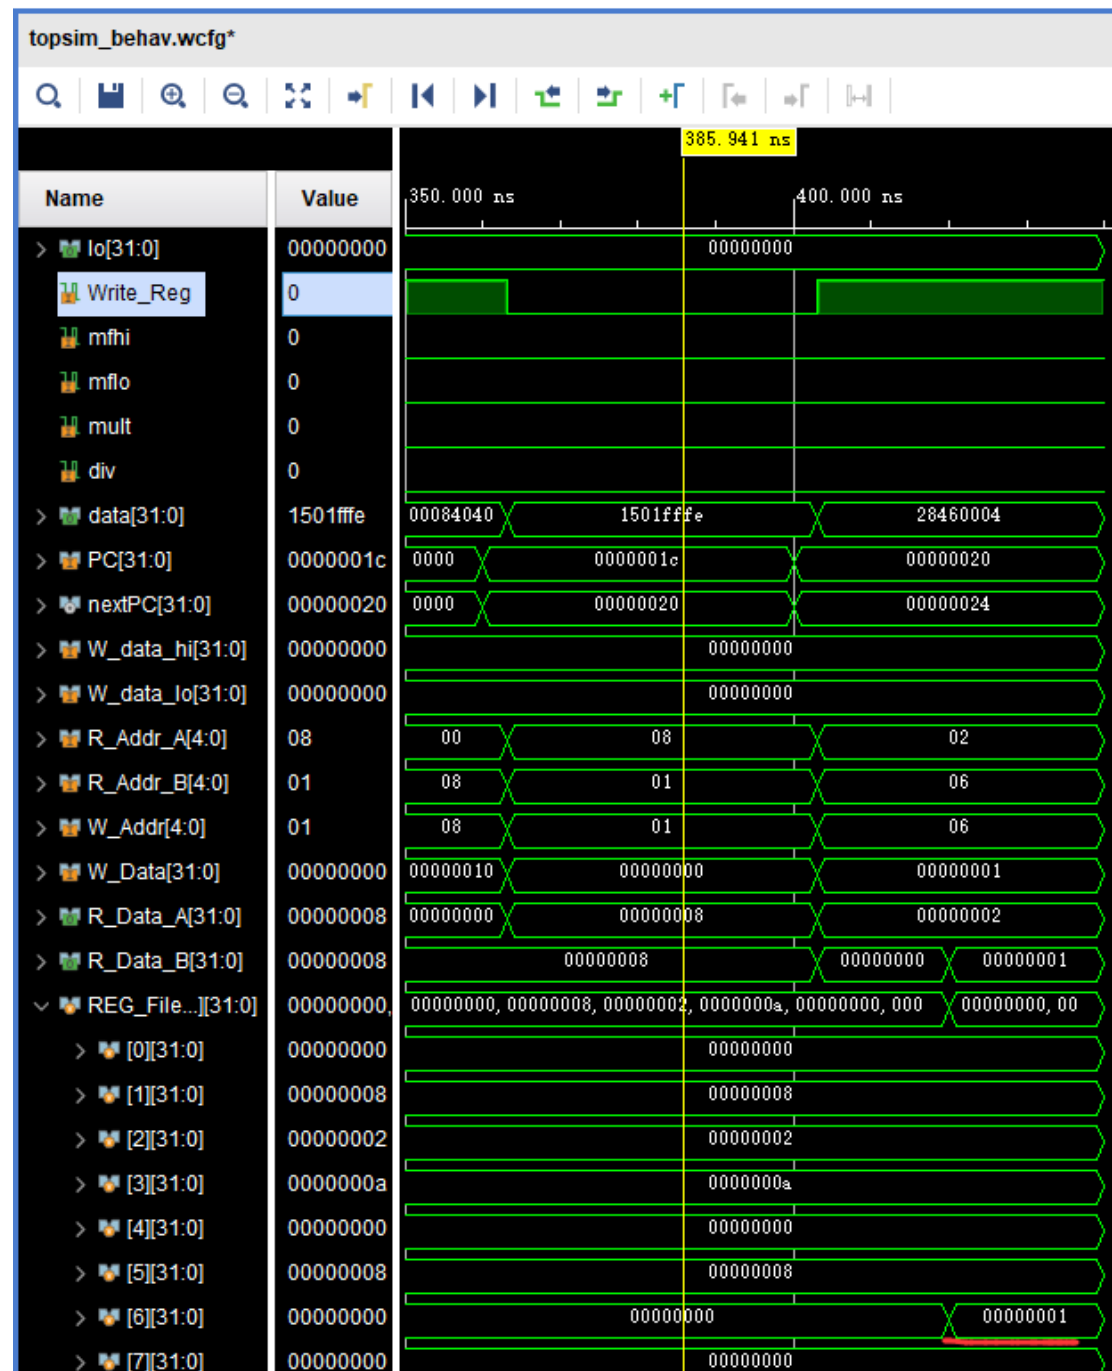 topsim_behav.wcfg*
385.941 ns
Name Value 350.000 ns 400.000 ns
lo[31:0] 00000000 00000000
Write_Reg 0
mfhi 0
mflo 0
mult 0
div 0
data[31:0] 1501fffe 00084040 1501fffe 28460004
PC[31:0] 0000001c 0000 0000001c 00000020
nextPC[31:0] 00000020 0000 00000020 00000024
W_data_hi[31:0] 00000000 00000000
W_data_lo[31:0] 00000000 00000000
R_Addr_A[4:0] 08 00 08 02
R_Addr_B[4:0] 01 08 01 06
W_Addr[4:0] 01 08 01 06
W_Data[31:0] 00000000 00000010 00000000 00000001
R_Data_A[31:0] 00000008 00000000 00000008 00000002
R_Data_B[31:0] 00000008 00000008 00000000 00000001
REG_File...][31:0] 00000000, 00000000, 00000008, 00000002, 0000000a, 00000000, 000 00000000, 00
[0][31:0] 00000000 00000000
[1][31:0] 00000008 00000008
[2][31:0] 00000002 00000002
[3][31:0] 0000000a 0000000a
[4][31:0] 00000000 00000000
[5][31:0] 00000008 00000008
[6][31:0] 00000000 00000000 00000001
[7][31:0] 00000000 00000000